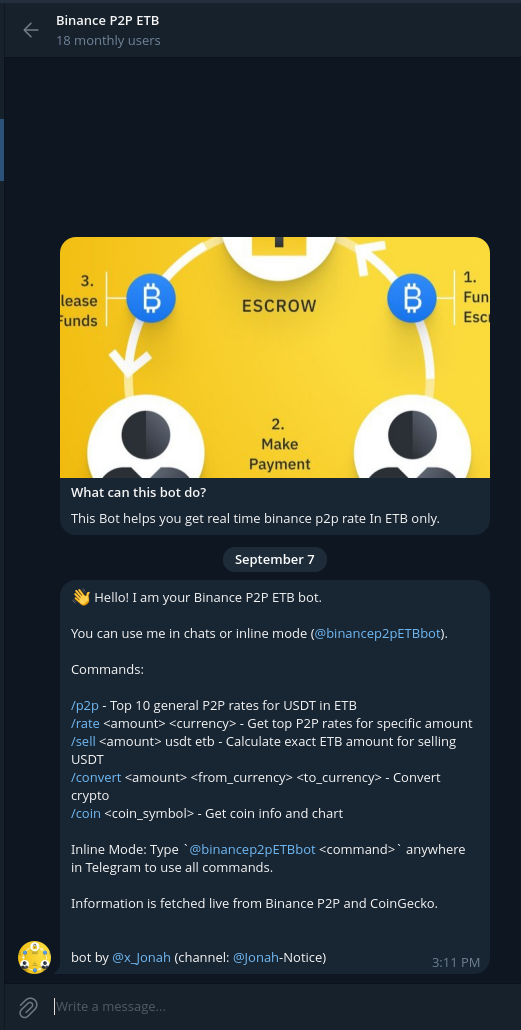 Binance P2P ETB
18 monthly users
3.
lease
Funds
ESCROW
1.
Fun
Escr
2.
Make
Payment
What can this bot do?
This Bot helps you get real time binance p2p rate In ETB only.
September 7
👋 Hello! I am your Binance P2P ETB bot.
You can use me in chats or inline mode (@binancep2pETBbot).
Commands:
/p2p - Top 10 general P2P rates for USDT in ETB
/rate <amount> <currency> - Get top P2P rates for specific amount
/sell <amount> usdt etb - Calculate exact ETB amount for selling
USDT
/convert <amount> <from_currency> <to_currency> - Convert
crypto
/coin <coin_symbol> - Get coin info and chart
Inline Mode: Type `@binancep2pETBbot <command>` anywhere
in Telegram to use all commands.
Information is fetched live from Binance P2P and CoinGecko.
bot by @x_Jonah (channel: @Jonah-Notice)
3:11 PM
Write a message...